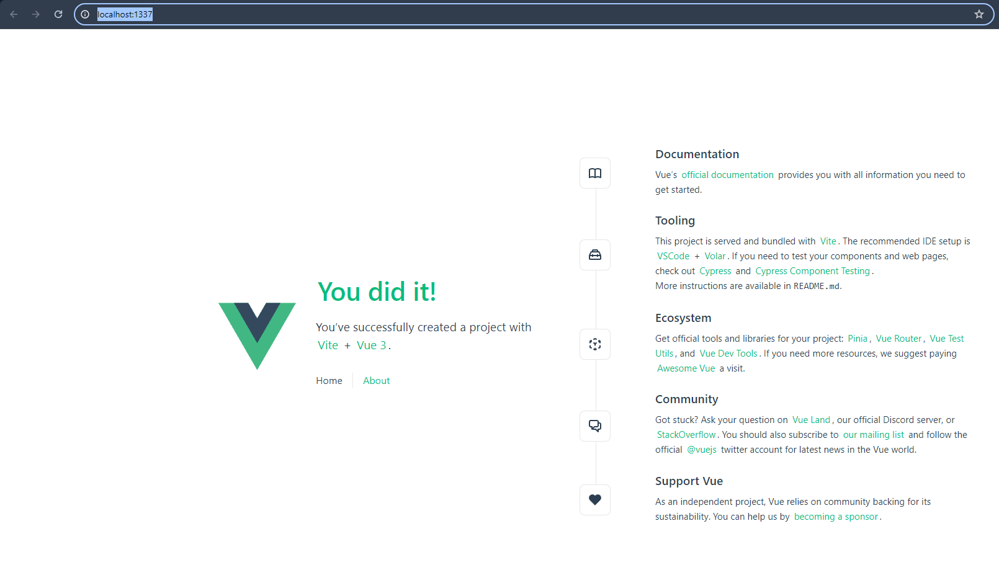 localhost:1337
You did it!
You’ve successfully created a project with
Vite + Vue 3.
Home About
Documentation
Vue’s official documentation provides you with all information you need to
get started.
Tooling
This project is served and bundled with Vite. The recommended IDE setup is
VSCode + Volar. If you need to test your components and web pages,
check out Cypress and Cypress Component Testing.
More instructions are available in README.md.
Ecosystem
Get official tools and libraries for your project: Pinia, Vue Router, Vue Test
Utils, and Vue Dev Tools. If you need more resources, we suggest paying
Awesome Vue a visit.
Community
Got stuck? Ask your question on Vue Land, our official Discord server, or
StackOverflow. You should also subscribe to our mailing list and follow the
official @vuejs twitter account for latest news in the Vue world.
Support Vue
As an independent project, Vue relies on community backing for its
sustainability. You can help us by becoming a sponsor.